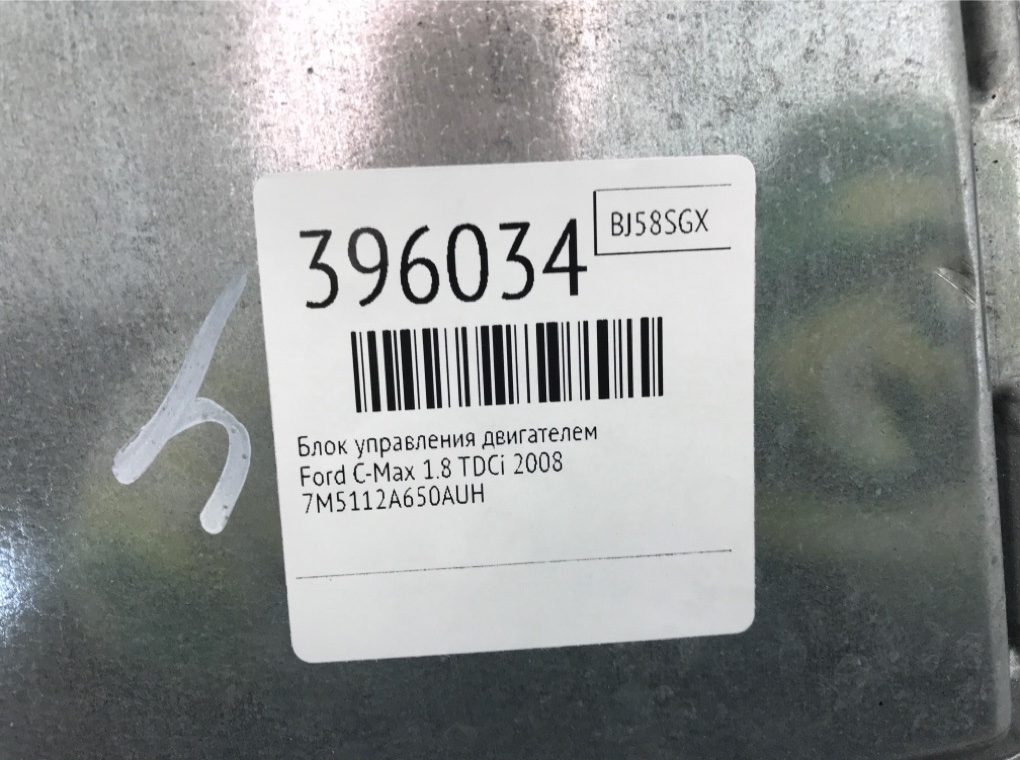 396034
BJ58SGX
Блок управления двигателем
Ford C-Max 1.8 TDCi 2008
7M5112A650AUH